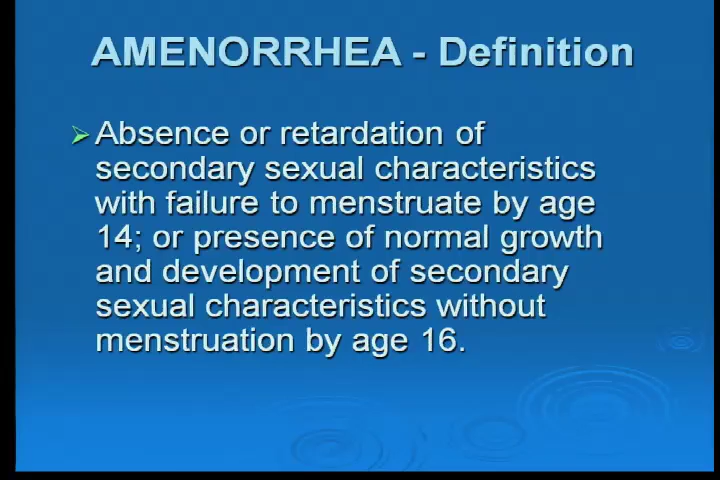 AMENORRHEA - Definition
Absence or retardation of
secondary sexual characteristics
with failure to menstruate by age
14; or presence of normal growth
and development of secondary
sexual characteristics without
menstruation by age 16.